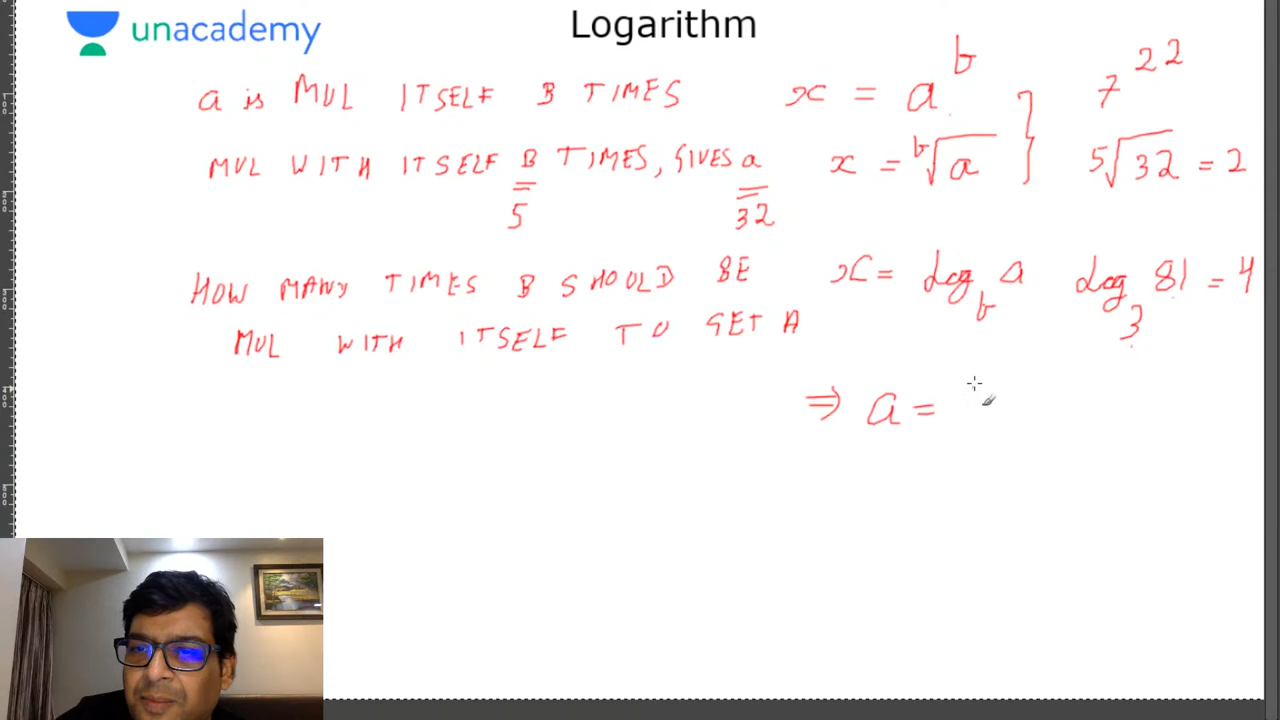 unacademy
Logarithm
a is MUL ITSELF B TIMES x = a^b 7^22
MUL WITH ITSELF B TIMES, GIVES a x = ᵇ√a 5√32 = 2
5 32
HOW MANY TIMES B SHOULD BE x = Log_b a Log_3 81 = 4
MUL WITH ITSELF TO GET A
⇒ a =